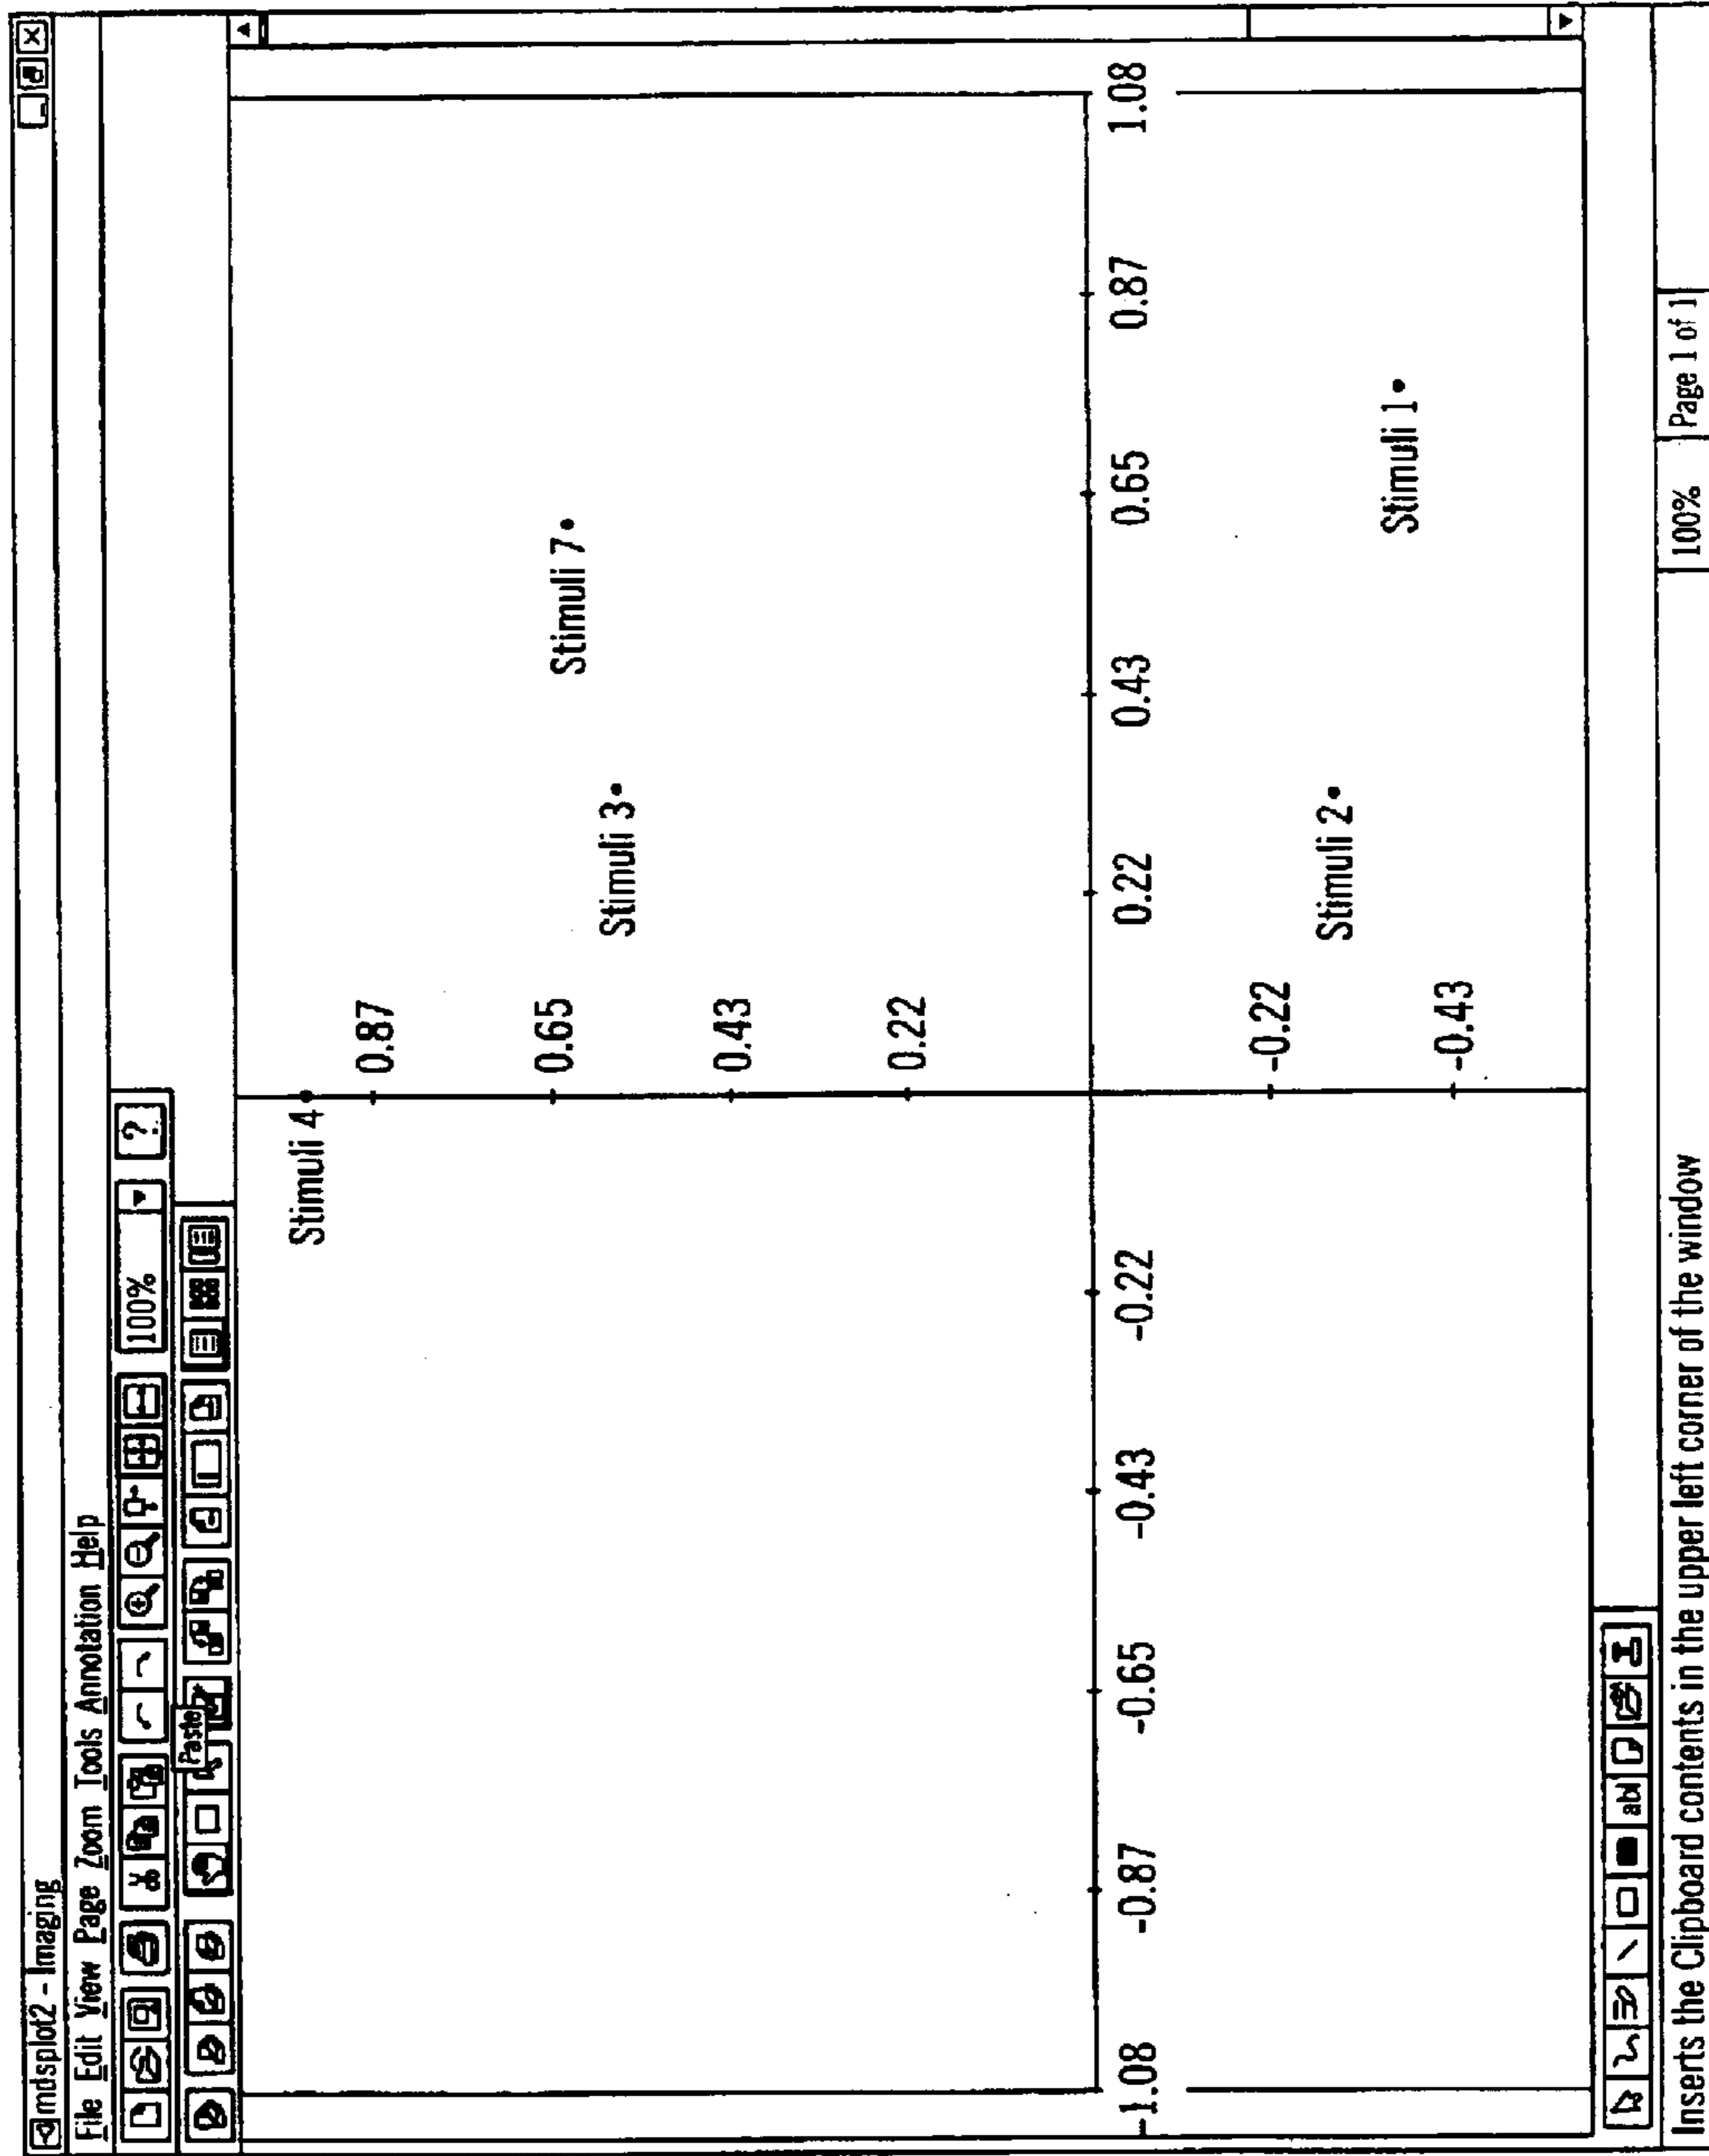 mdsplot2 - Imaging
File Edit View Page Zoom Tools Annotation Help
100% ?
Paste
Stimuli 4
0.87
0.65
Stimuli 7
Stimuli 3
0.43
0.22
-1.08 -0.87 -0.65 -0.43 -0.22 0.22 0.43 0.65 0.87 1.08
-0.22
Stimuli 2
Stimuli 1
-0.43
abl
Inserts the Clipboard contents in the upper left corner of the window 100% Page 1 of 1